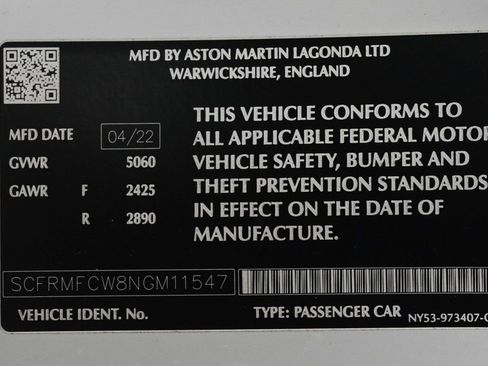 MFD BY ASTON MARTIN LAGONDA LTD
WARWICKSHIRE, ENGLAND
MFD DATE 04/22
GVWR 5060
GAWR F 2425
R 2890
THIS VEHICLE CONFORMS TO
ALL APPLICABLE FEDERAL MOTOR
VEHICLE SAFETY, BUMPER AND
THEFT PREVENTION STANDARDS
IN EFFECT ON THE DATE OF
MANUFACTURE.
SCFRMFCW8NGM11547
VEHICLE IDENT. No.
TYPE: PASSENGER CAR
NY53-973407-